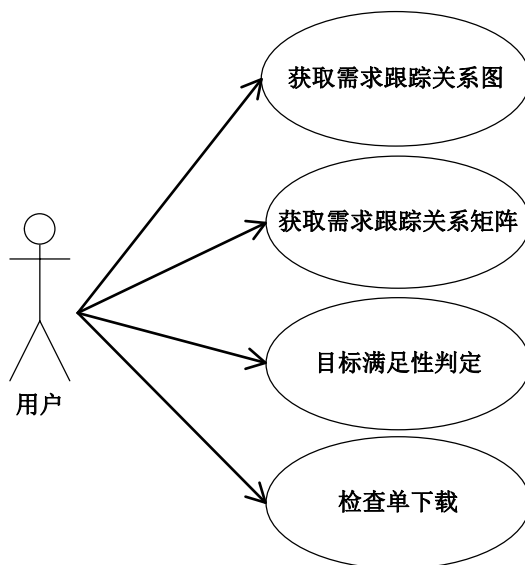 获取需求跟踪关系图
获取需求跟踪关系矩阵
目标满足性判定
用户
检查单下载